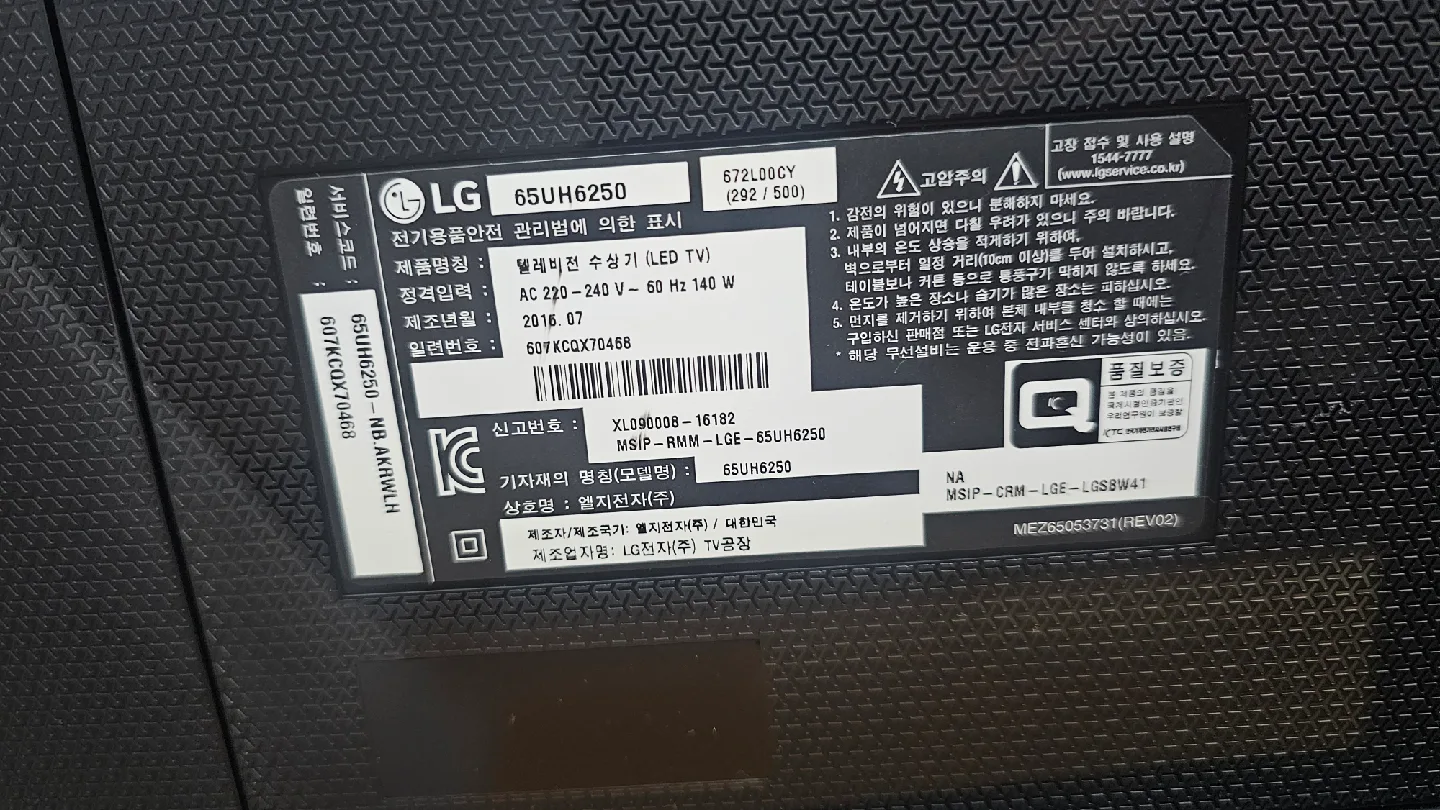 서비스코드 :
일련번호 :
65UH6250-NB.AKRWLH
607KCQX70468
LG 65UH6250
672L00CY
(292 / 500)
전기용품안전 관리법에 의한 표시
제품명칭 : 텔레비전 수상기 (LED TV)
정격입력 : AC 220-240 V~ 60 Hz 140 W
제조년월 : 2016. 07
일련번호 : 607KCQX70468
신고번호 : XL090008-16182
MSIP-RMM-LGE-65UH6250
기자재의 명칭(모델명) : 65UH6250
상호명 : 엘지전자(주)
제조자/제조국가: 엘지전자(주) / 대한민국
제조업자명: LG전자(주) TV공장
고압주의
고장 접수 및 사용 설명
1544-7777
(www.lgservice.co.kr)
1. 감전의 위험이 있으니 분해하지 마세요.
2. 제품이 넘어지면 다칠 우려가 있으니 주의 바랍니다.
3. 내부의 온도 상승을 적게하기 위하여,
벽으로부터 일정 거리(10cm 이상)를 두어 설치하시고,
테이블보나 커튼 등으로 통풍구가 막히지 않도록 하세요.
4. 온도가 높은 장소나 습기가 많은 장소는 피하십시오.
5. 먼지를 제거하기 위하여 본체 내부를 청소 할 때에는
구입하신 판매점 또는 LG전자 서비스 센터와 상의하십시오.
* 해당 무선설비는 운용 중 전파혼신 가능성이 있음.
품질보증
NA
MSIP-CRM-LGE-LGSBW41
MEZ65053731(REV02)